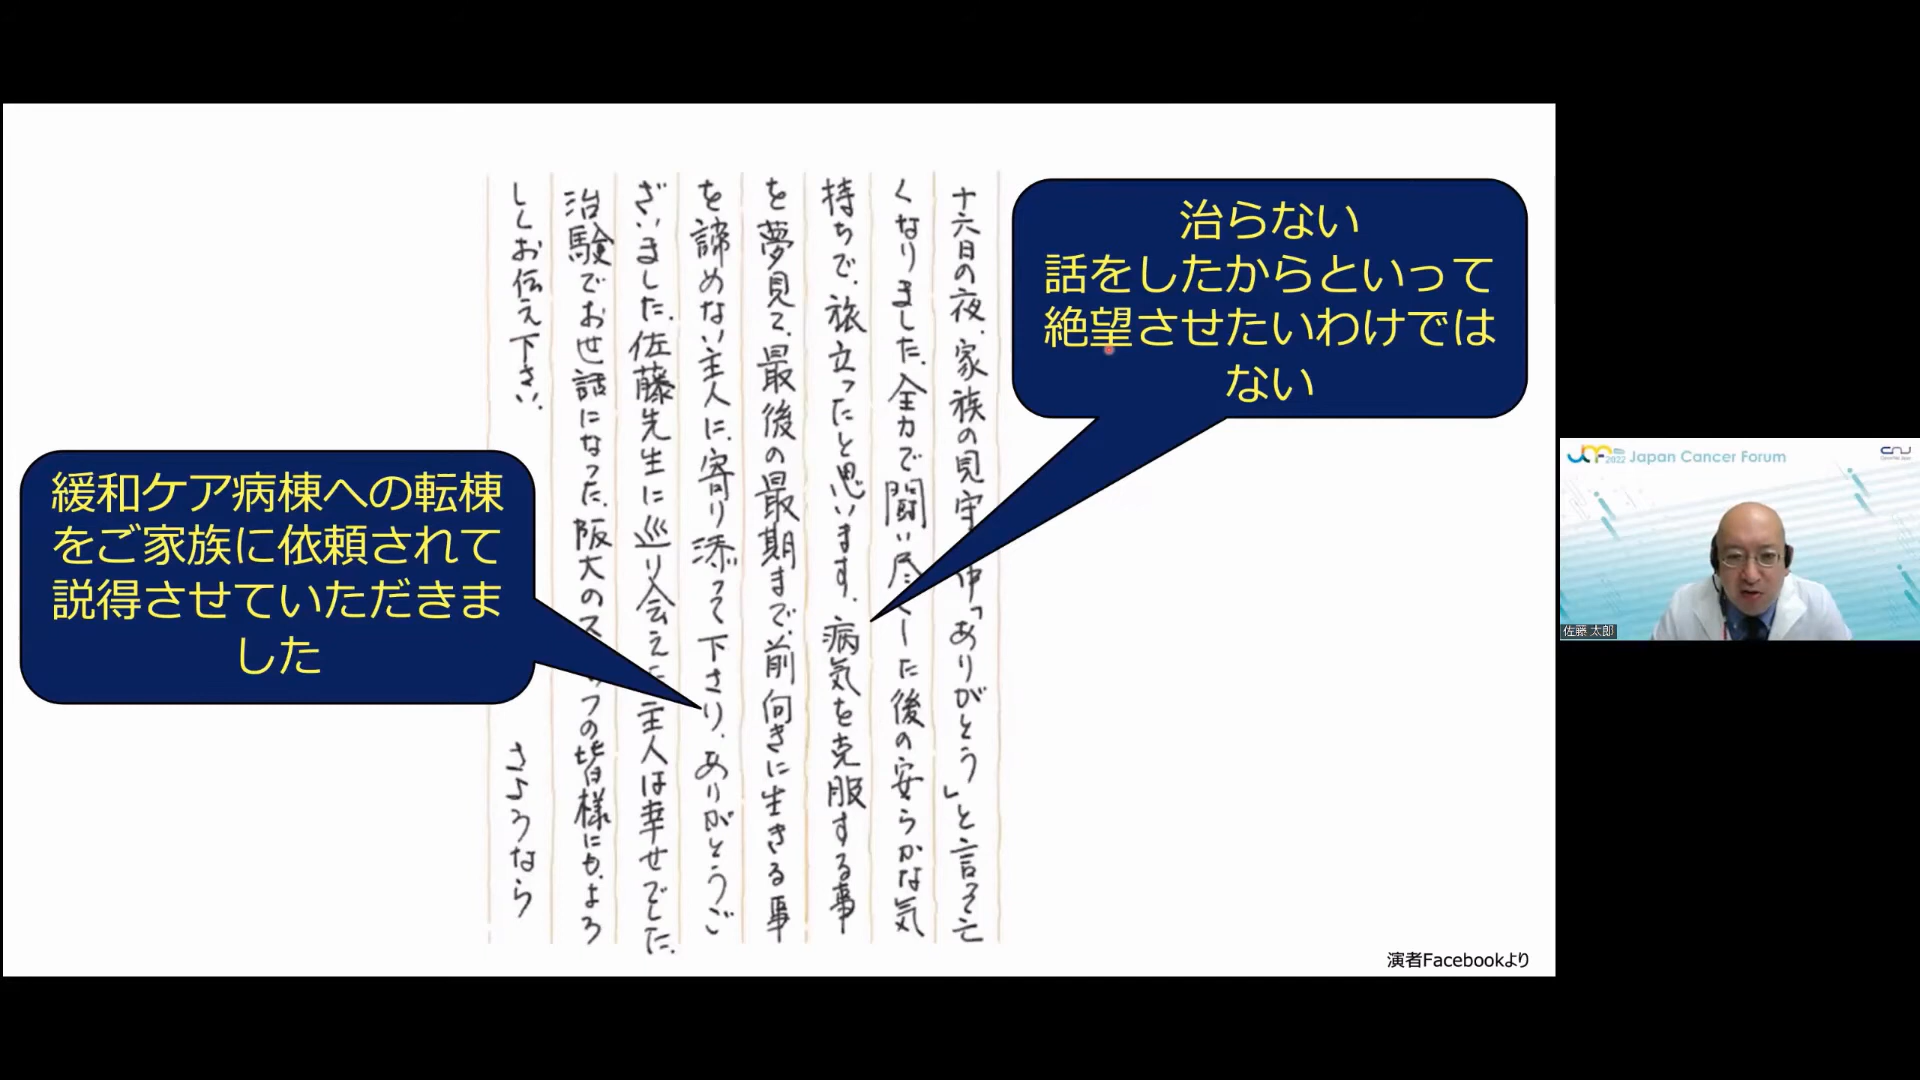 治らない
話をしたからといって
絶望させたいわけでは
ない
緩和ケア病棟への転棟
をご家族に依頼されて
説得させていただきま
した
十六日の夜、家族の見守 中「ありがとう」と言って亡
くなりました。全力で闘い尽くした後の安らかな気
持ちで、旅立ったと思います。病気を克服する事
を夢見て、最後の最期まで、前向きに生きる事
を諦めない主人に、寄り添って下さり、ありがとうご
ざいました。佐藤先生に巡り会えた主人は幸せでした。
治験でお世話になった、阪大のス ッフの皆様にも、よろ
しくお伝え下さい。 さようなら
演者Facebookより
2022 Japan Cancer Forum
佐藤 太郎